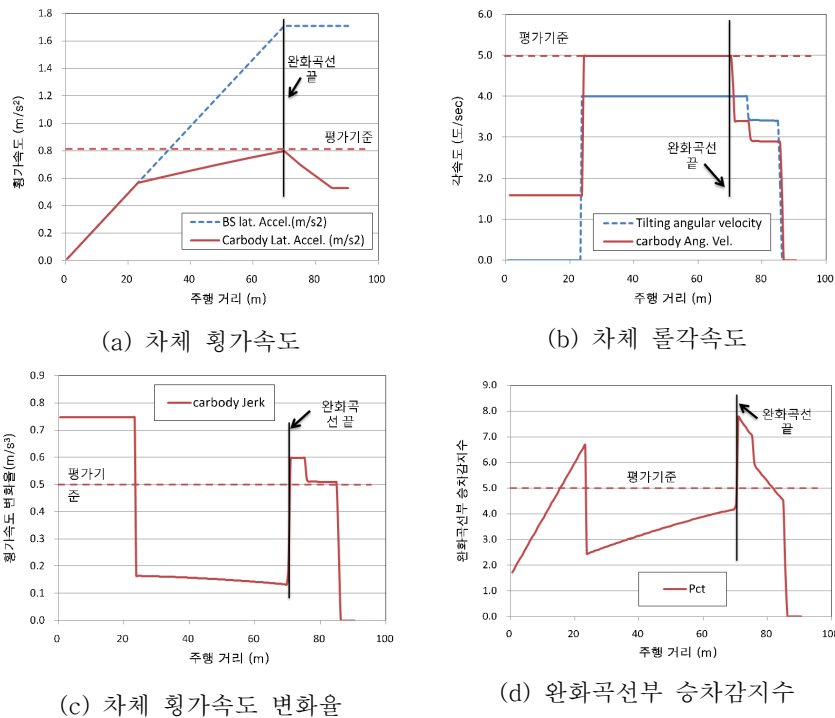 1.8
1.6
1.4
1.2
1.0
0.8
0.6
0.4
0.2
0.0
횡가속도 (m/s²)
완화곡선
끝
평가기준
BS lat. Accel.(m/s2)
Carbody Lat. Accel. (m/s2)
0 20 40 60 80 100
주행 거리 (m)
(a) 차체 횡가속도
6.0
5.0
4.0
3.0
2.0
1.0
0.0
각속도 (도/sec)
평가기준
완화곡선
끝
Tilting angular velocity
carbody Ang. Vel.
0 20 40 60 80 100
주행 거리 (m)
(b) 차체 롤각속도
0.9
0.8
0.7
0.6
0.5
0.4
0.3
0.2
0.1
0.0
횡가속도 변화율(m/s³)
carbody Jerk
완화곡
선 끝
평가기
준
0 20 40 60 80 100
주행 거리 (m)
(c) 차체 횡가속도 변화율
9.0
8.0
7.0
6.0
5.0
4.0
3.0
2.0
1.0
0.0
완화곡선부 승차감지수
완화곡선
끝
평가기준
Pct
0 20 40 60 80 100
주행 거리 (m)
(d) 완화곡선부 승차감지수